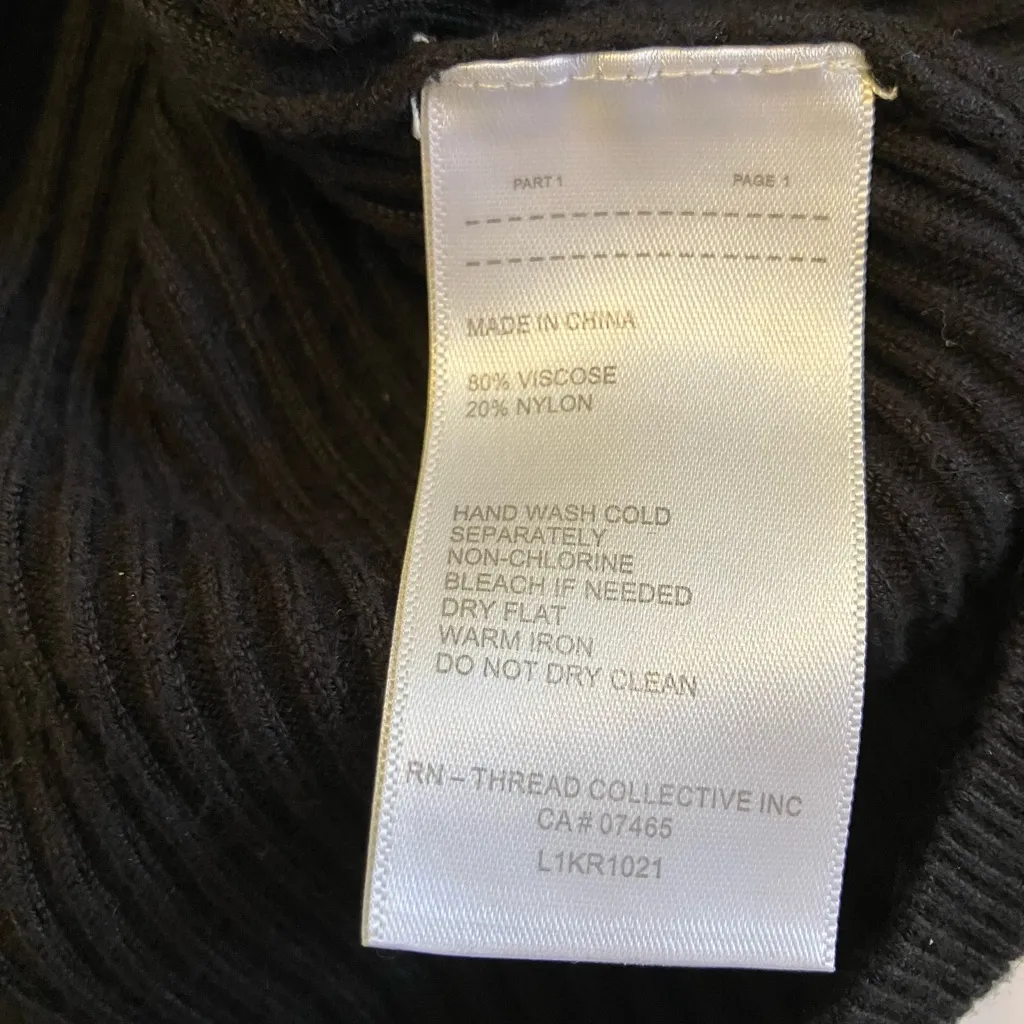 PART 1 PAGE 1
MADE IN CHINA
80% VISCOSE
20% NYLON
HAND WASH COLD
SEPARATELY
NON-CHLORINE
BLEACH IF NEEDED
DRY FLAT
WARM IRON
DO NOT DRY CLEAN
RN – THREAD COLLECTIVE INC
CA # 07465
L1KR1021